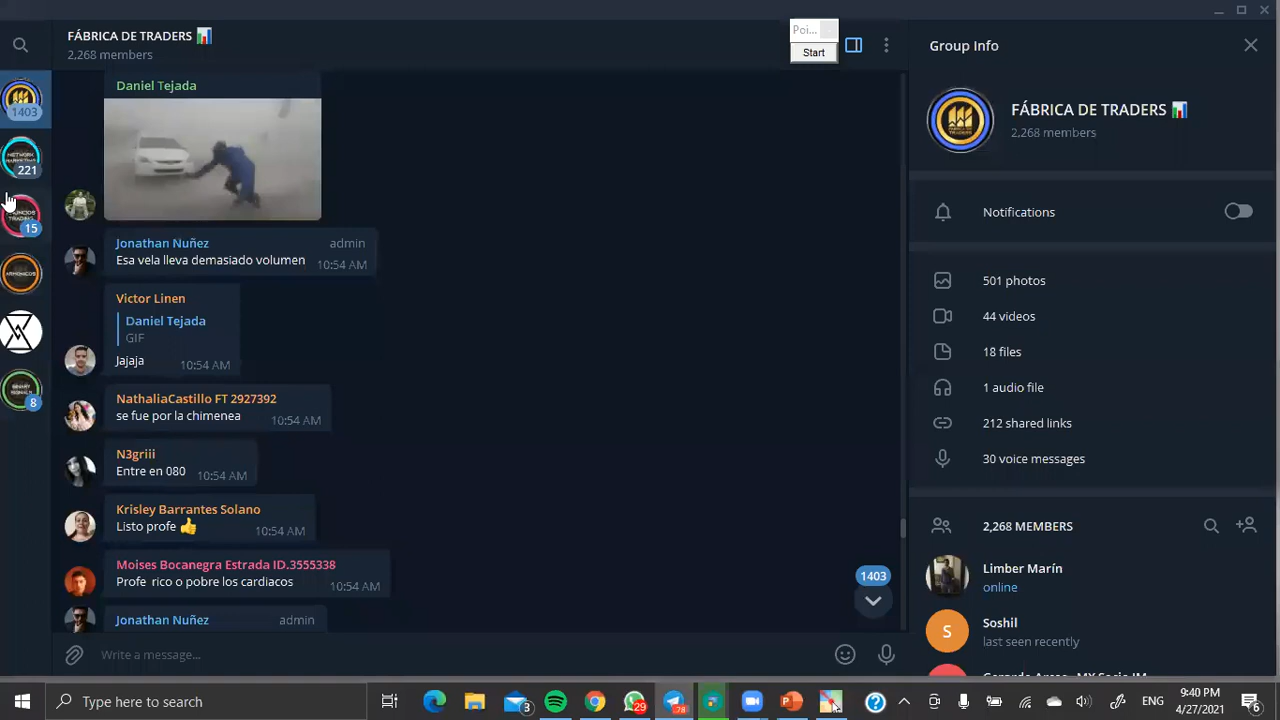 FÁBRICA DE TRADERS
2,268 members
Poi...
Start
Group Info
1403
221
15
8
FÁBRICA DE TRADERS
2,268 members
Notifications
501 photos
44 videos
18 files
1 audio file
212 shared links
30 voice messages
2,268 MEMBERS
Limber Marín
online
S
Soshil
last seen recently
Daniel Tejada
Jonathan Nuñez admin
Esa vela lleva demasiado volumen 10:54 AM
Victor Linen
Daniel Tejada
GIF
Jajaja 10:54 AM
NathaliaCastillo FT 2927392
se fue por la chimenea 10:54 AM
N3griii
Entre en 080 10:54 AM
Krisley Barrantes Solano
Listo profe 👍 10:54 AM
Moises Bocanegra Estrada ID.3555338
Profe rico o pobre los cardiacos 10:54 AM
Jonathan Nuñez admin
1403
Write a message...
Type here to search
3
29
78
ENG
9:40 PM
4/27/2021
6